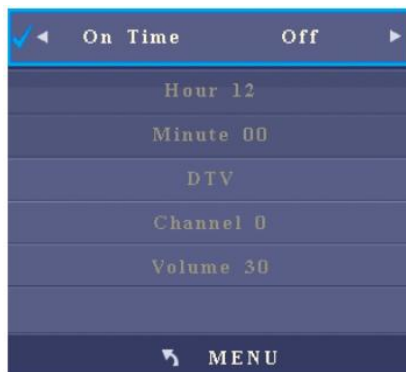 On Time Off
Hour 12
Minute 00
DTV
Channel 0
Volume 30
MENU